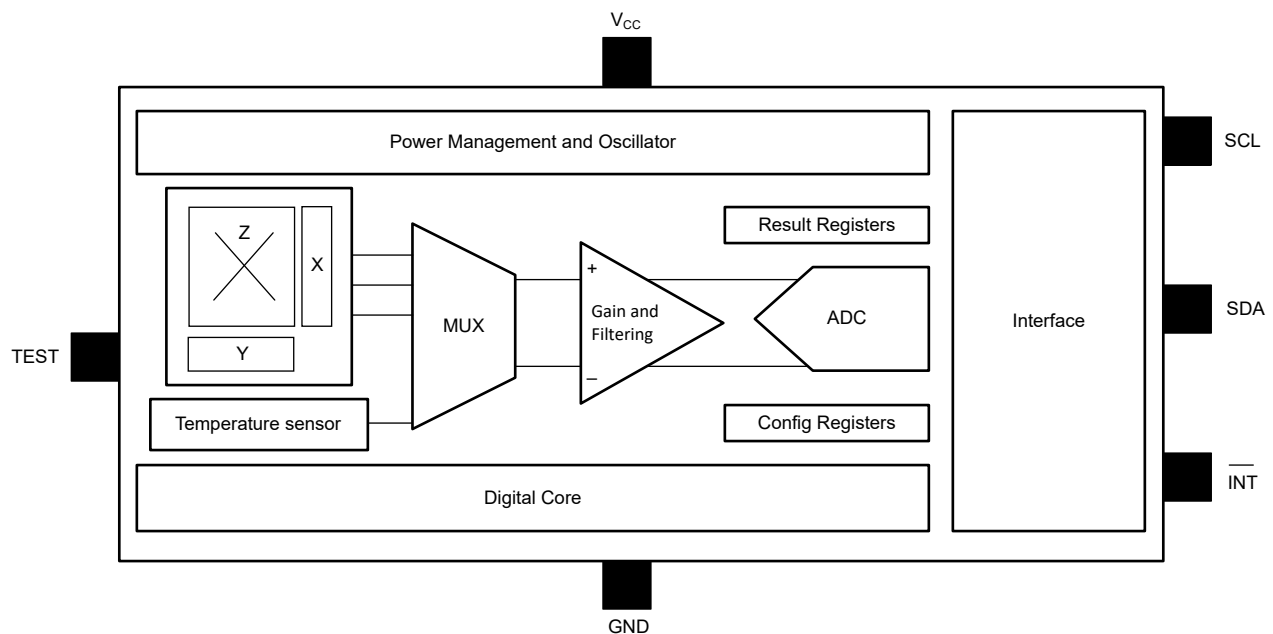 VCC
Power Management and Oscillator
SCL
Z
X
Y
Result Registers
+
Gain and
Filtering
–
MUX
ADC
Interface
SDA
TEST
Temperature sensor
Config Registers
INT
Digital Core
GND